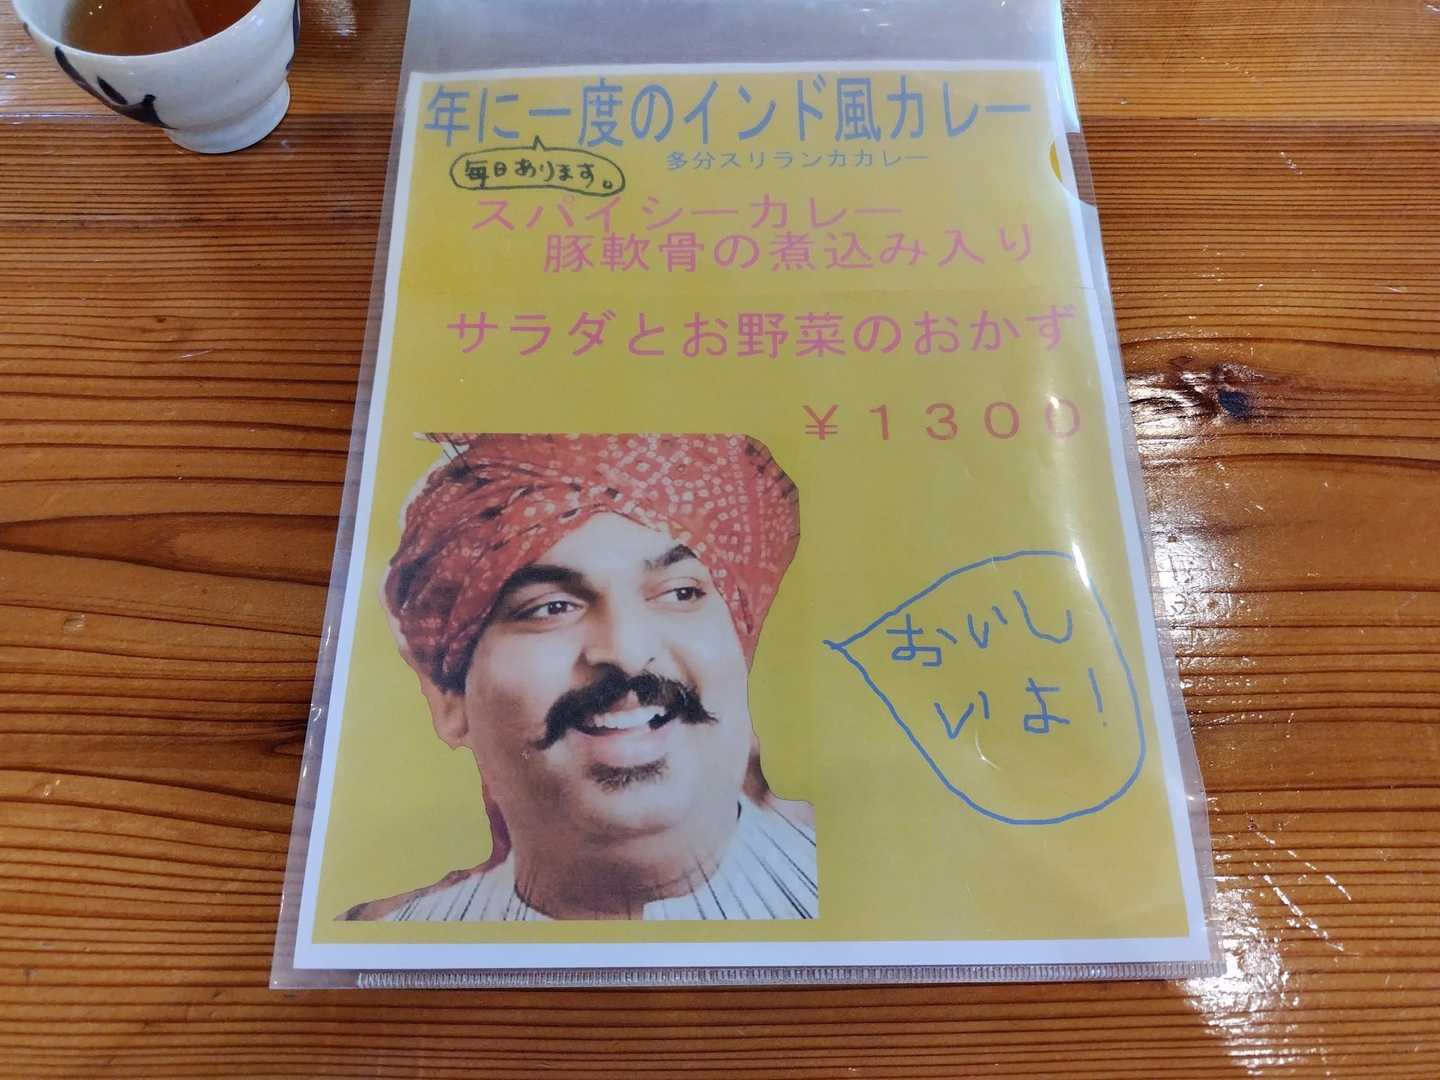 年に一度のインド風カレー
毎日あります。
多分スリランカカレー
スパイシーカレー
豚軟骨の煮込み入り
サラダとお野菜のおかず
￥１３００
おいし
いよ！